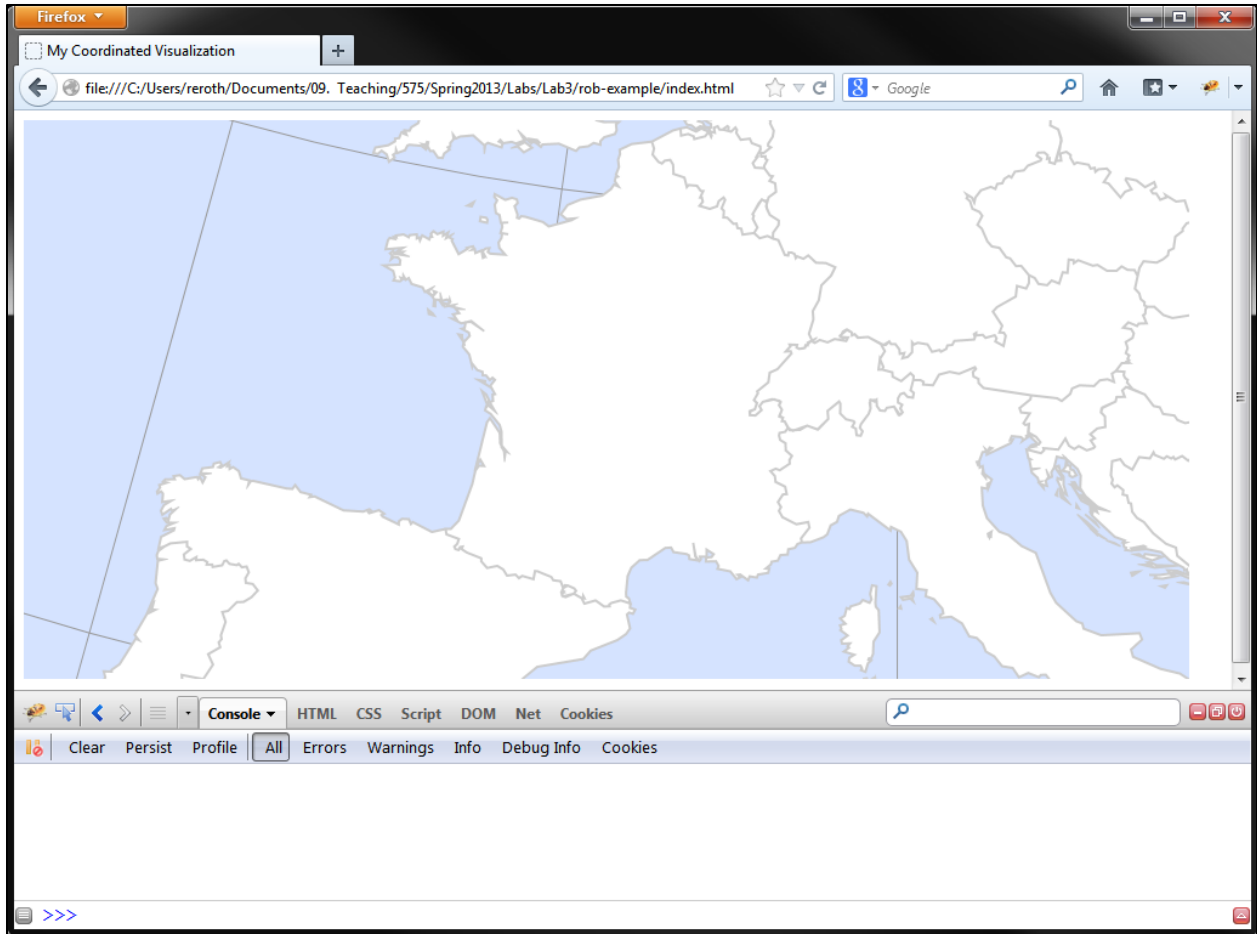 Firefox
My Coordinated Visualization
file:///C:/Users/reroth/Documents/09. Teaching/575/Spring2013/Labs/Lab3/rob-example/index.html 8 Google
Console HTML CSS Script DOM Net Cookies
Clear Persist Profile All Errors Warnings Info Debug Info Cookies
>>>